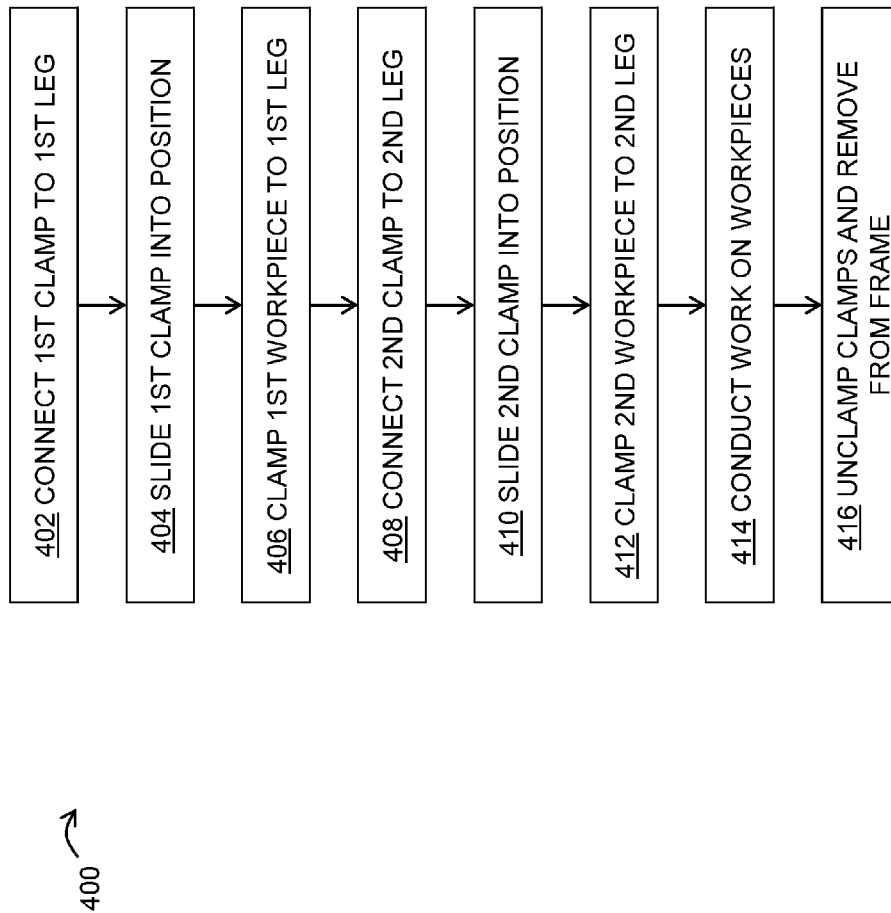 400
402 CONNECT 1ST CLAMP TO 1ST LEG
404 SLIDE 1ST CLAMP INTO POSITION
406 CLAMP 1ST WORKPIECE TO 1ST LEG
408 CONNECT 2ND CLAMP TO 2ND LEG
410 SLIDE 2ND CLAMP INTO POSITION
412 CLAMP 2ND WORKPIECE TO 2ND LEG
414 CONDUCT WORK ON WORKPIECES
416 UNCLAMP CLAMPS AND REMOVE
FROM FRAME